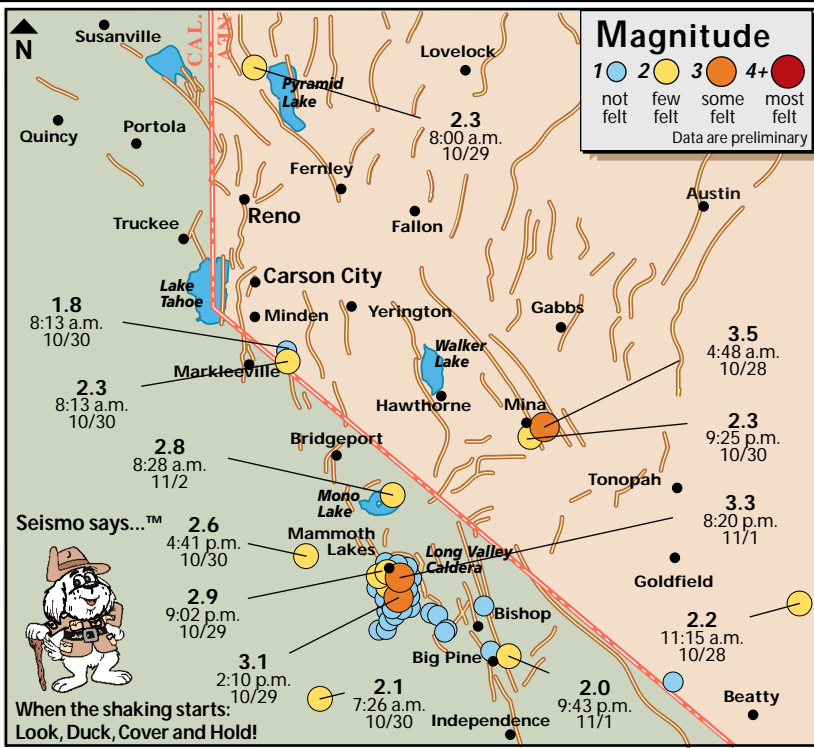 N
Susanville
CAL.
NEV.
Lovelock
Magnitude
1 2 3 4+
not felt
few felt
some felt
most felt
Data are preliminary
Pyramid
Lake
Quincy
Portola
2.3
8:00 a.m.
10/29
Fernley
Austin
Reno
Truckee
Fallon
Lake
Tahoe
Carson City
1.8
8:13 a.m.
10/30
Minden
Yerington
Gabbs
Walker
Lake
3.5
4:48 a.m.
10/28
Markleeville
2.3
8:13 a.m.
10/30
Hawthorne
Mina
2.3
9:25 p.m.
10/30
Bridgeport
2.8
8:28 a.m.
11/2
Tonopah
Mono
Lake
3.3
8:20 p.m.
11/1
Seismo says...™
2.6
4:41 p.m.
10/30
Mammoth
Lakes
Long Valley
Caldera
Goldfield
2.9
9:02 p.m.
10/29
Bishop
2.2
11:15 a.m.
10/28
3.1
2:10 p.m.
10/29
Big Pine
2.1
7:26 a.m.
10/30
2.0
9:43 p.m.
11/1
Beatty
Independence
When the shaking starts:
Look, Duck, Cover and Hold!